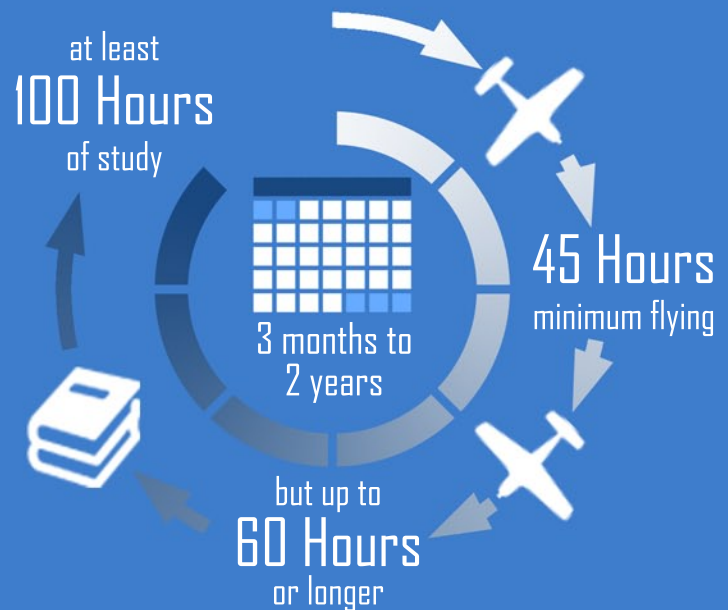 at least
100 Hours
of study
45 Hours
minimum flying
3 months to
2 years
but up to
60 Hours
or longer